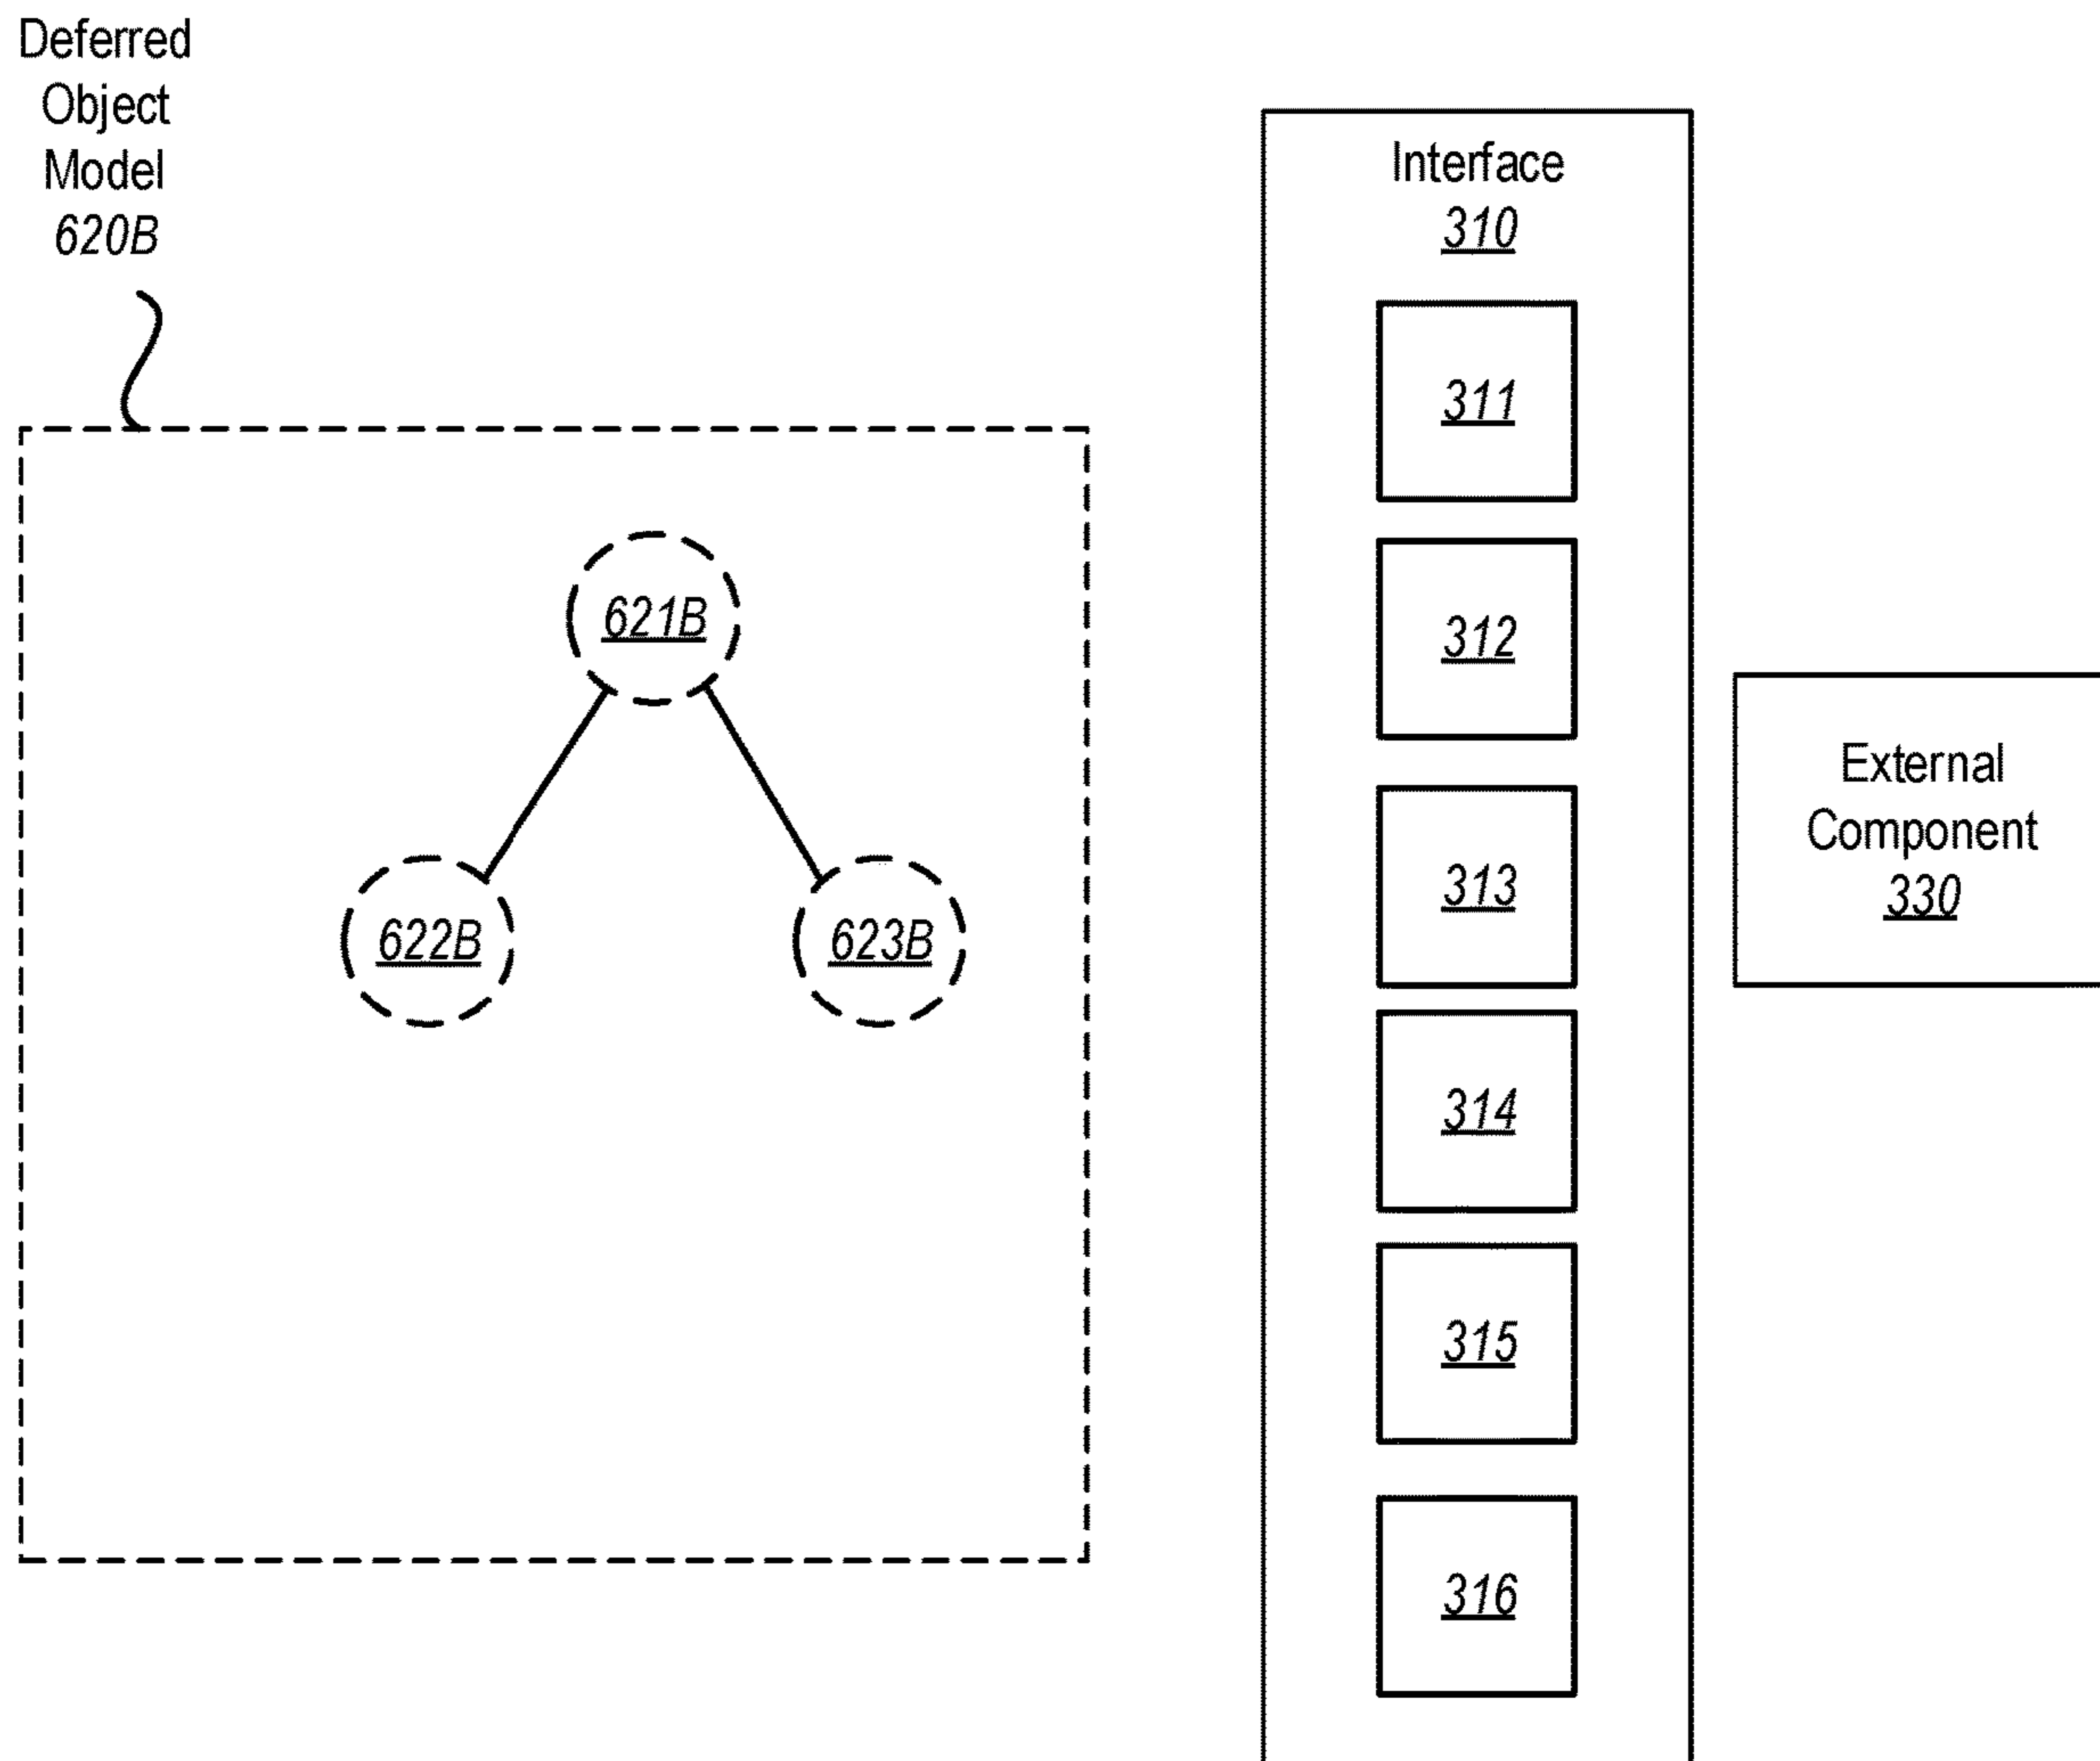 Deferred
Object
Model
620B
621B
622B
623B
Interface
310
311
312
313
314
315
316
External
Component
330